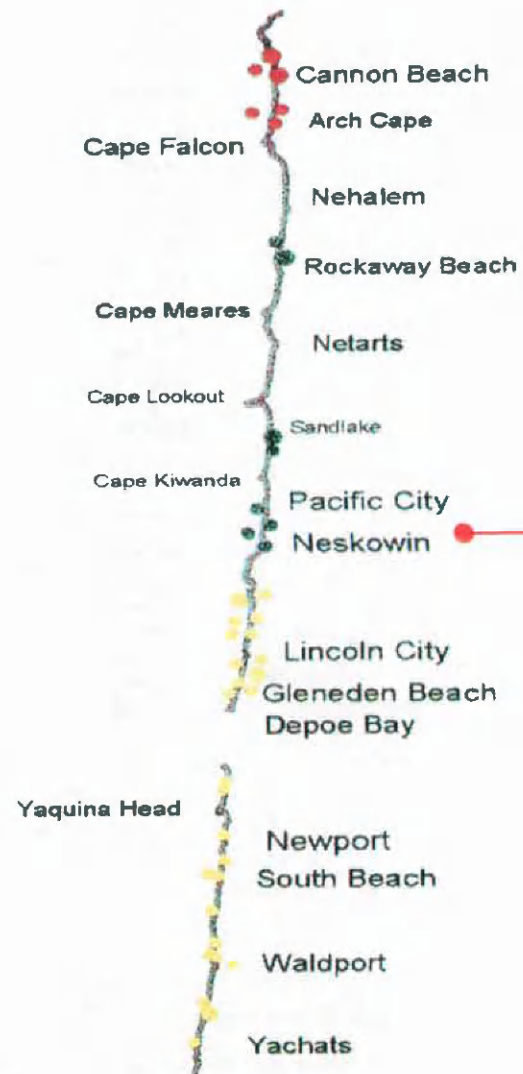 Cannon Beach
Arch Cape
Cape Falcon
Nehalem
Rockaway Beach
Cape Meares
Netarts
Cape Lookout
Sandlake
Cape Kiwanda
Pacific City
Neskowin
Lincoln City
Gleneden Beach
Depoe Bay
Yaquina Head
Newport
South Beach
Waldport
Yachats